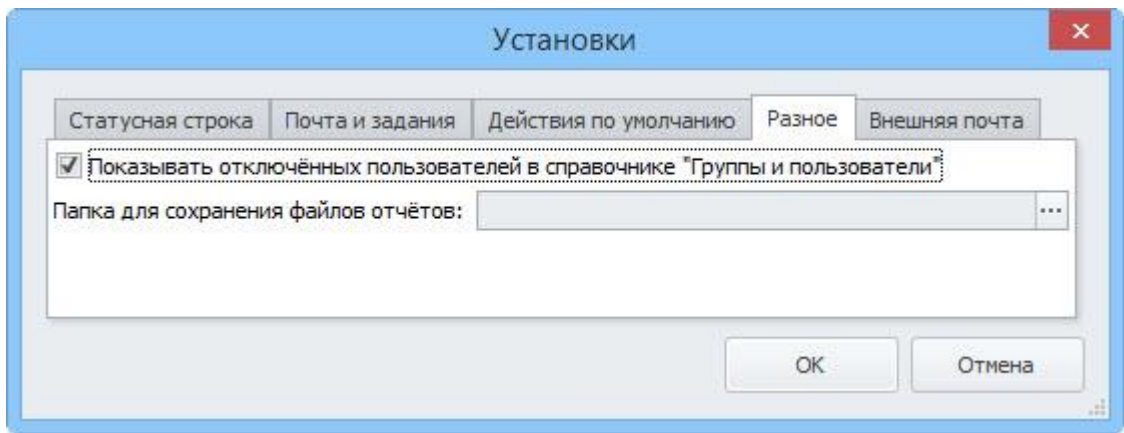 Установки
Статусная строка Почта и задания Действия по умолчанию Разное Внешняя почта
Показывать отключённых пользователей в справочнике "Группы и пользователи"
Папка для сохранения файлов отчётов: ...
ОК Отмена